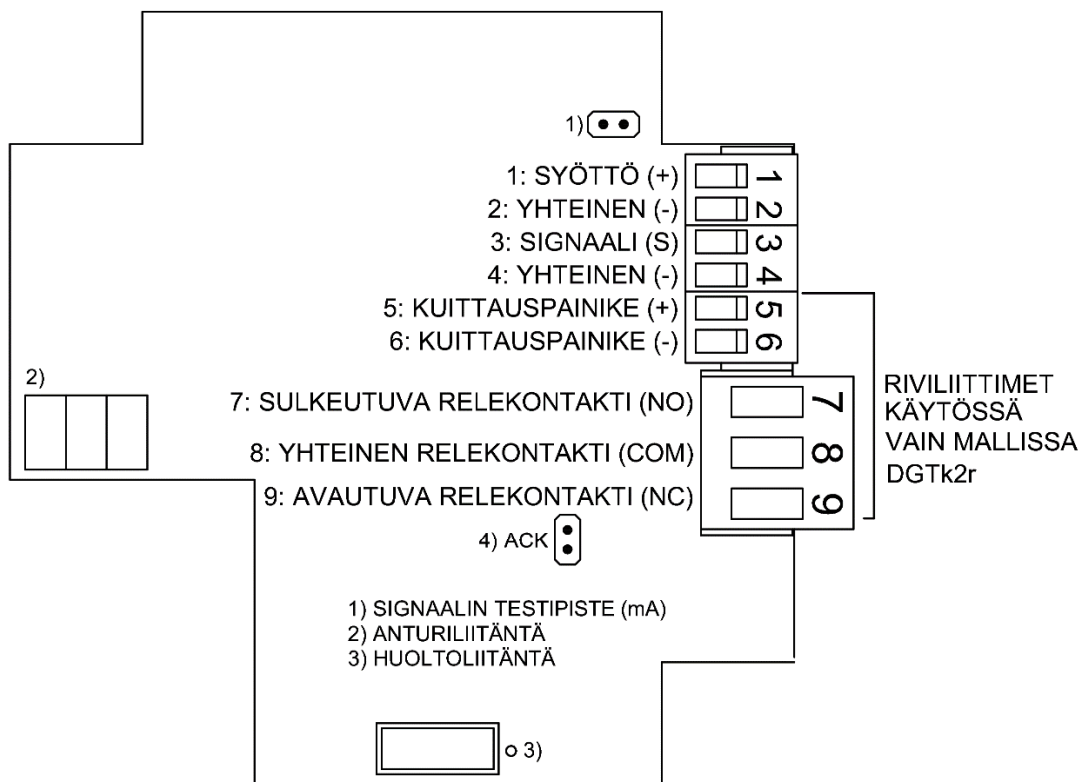 1)
1: SYÖTTÖ (+)
1
2: YHTEINEN (-)
2
3: SIGNAALI (S)
3
4: YHTEINEN (-)
4
5: KUITTAUSPAINIKE (+)
5
6: KUITTAUSPAINIKE (-)
6
2)
7: SULKEUTUVA RELEKONTAKTI (NO)
7
8: YHTEINEN RELEKONTAKTI (COM)
8
9: AVAUTUVA RELEKONTAKTI (NC)
9
RIVILIITTIMET
KÄYTÖSSÄ
VAIN MALLISSA
DGTk2r
4) ACK
1) SIGNAALIN TESTIPISTE (mA)
2) ANTURILIITÄNTÄ
3) HUOLTOLIITÄNTÄ
3)